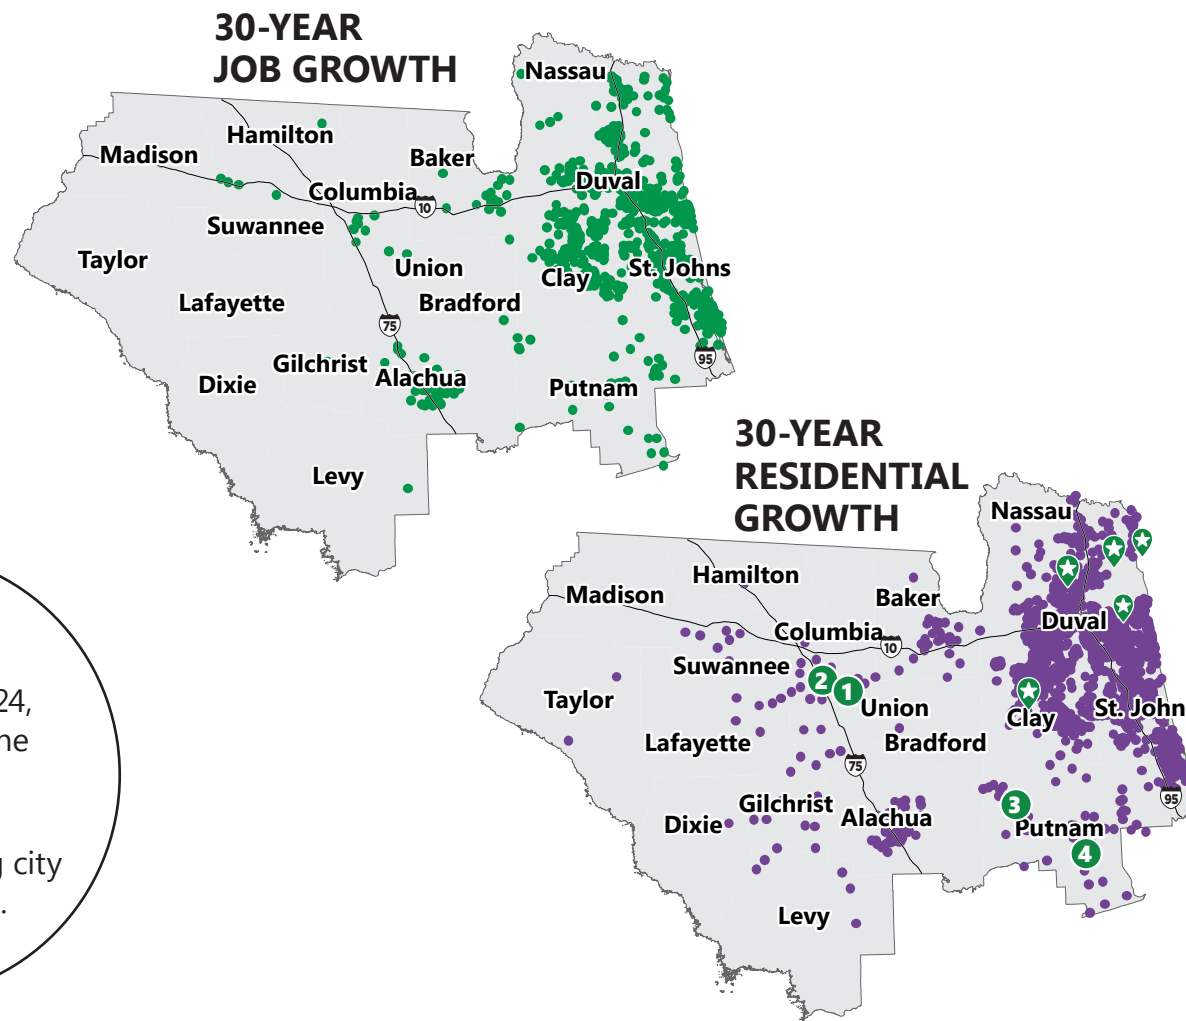 30-YEAR
JOB GROWTH
Nassau
Hamilton
Madison
Baker
Duval
Columbia
10
Suwannee
Taylor
Union
Clay
St. Johns
Lafayette
Bradford
75
95
Gilchrist
Alachua
Dixie
Putnam
Levy
30-YEAR
RESIDENTIAL
GROWTH
Nassau
Hamilton
Madison
Baker
Duval
Columbia
10
Suwannee
2
1
Taylor
Union
Clay
St. John
Lafayette
Bradford
75
95
Gilchrist
3
Alachua
Dixie
Putnam
4
Levy
24,
ne
g city
.